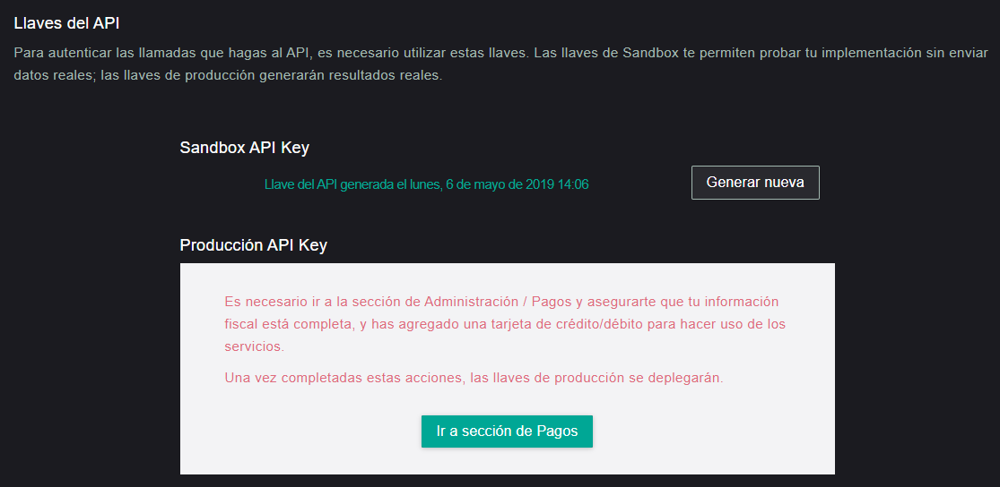 Llaves del API
Para autenticar las llamadas que hagas al API, es necesario utilizar estas llaves. Las llaves de Sandbox te permiten probar tu implementación sin enviar
datos reales; las llaves de producción generarán resultados reales.
Sandbox API Key
Llave del API generada el lunes, 6 de mayo de 2019 14:06
Generar nueva
Producción API Key
Es necesario ir a la sección de Administración / Pagos y asegurarte que tu información
fiscal está completa, y has agregado una tarjeta de crédito/débito para hacer uso de los
servicios.
Una vez completadas estas acciones, las llaves de producción se deplegarán.
Ir a sección de Pagos